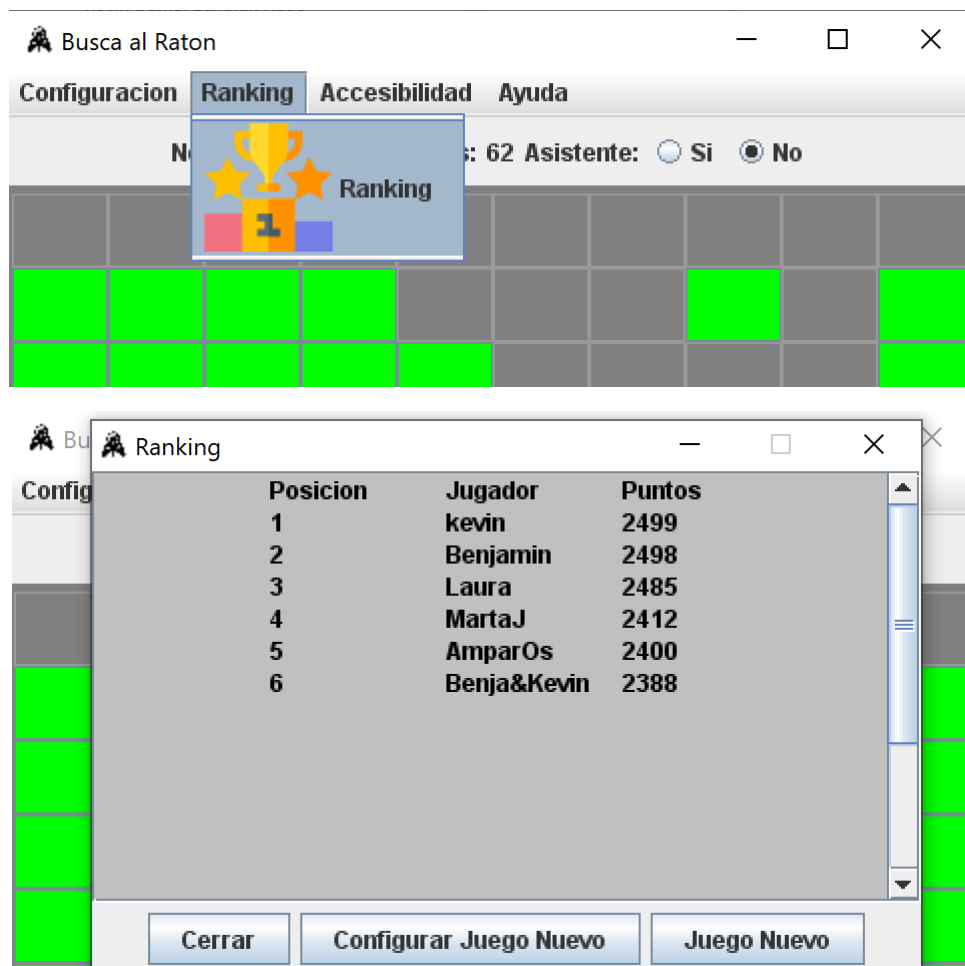 Busca al Raton
Configuracion Ranking Accesibilidad Ayuda
62 Asistente: Si No
1 Ranking
Ranking
Posicion Jugador Puntos
1 kevin 2499
2 Benjamin 2498
3 Laura 2485
4 MartaJ 2412
5 AmparOs 2400
6 Benja&Kevin 2388
Cerrar Configurar Juego Nuevo Juego Nuevo